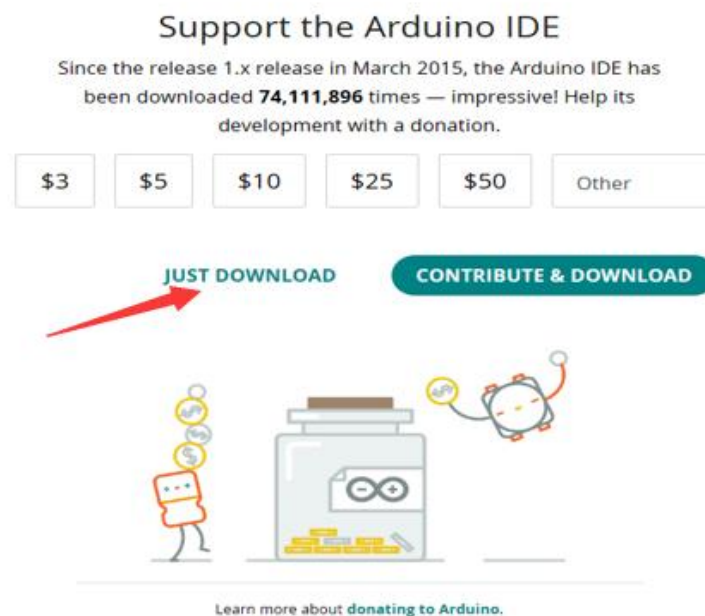 Support the Arduino IDE
Since the release 1.x release in March 2015, the Arduino IDE has
been downloaded 74,111,896 times — impressive! Help its
development with a donation.
$3 $5 $10 $25 $50 Other
JUST DOWNLOAD CONTRIBUTE & DOWNLOAD
Learn more about donating to Arduino.